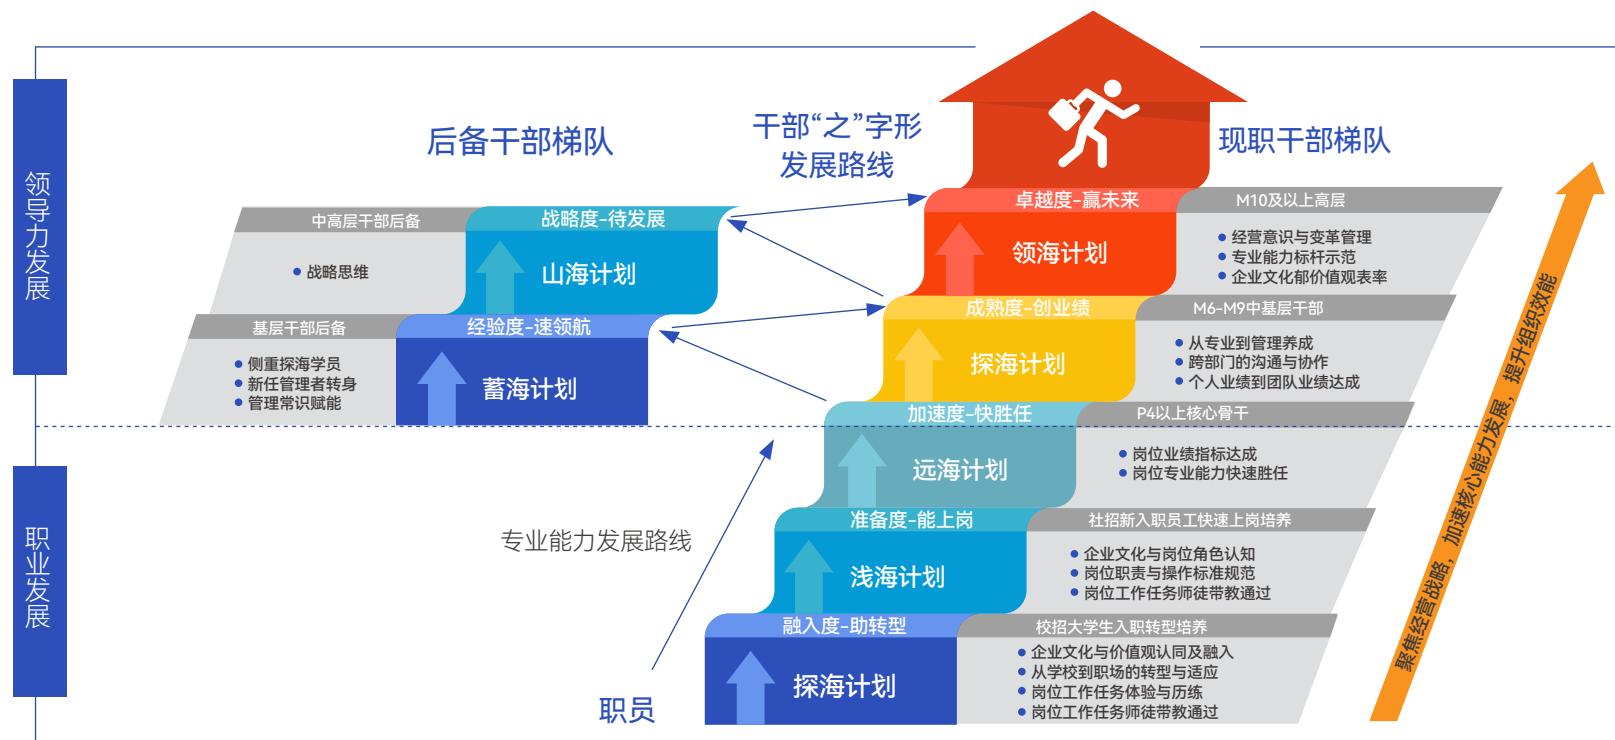 领导力发展
职业发展
后备干部梯队
干部“之”字形
发展路线
现职干部梯队
中高层干部后备
战略度-待发展
战略思维
山海计划
基层干部后备
经验度-速领航
侧重探海学员
新任管理者转身
管理常识赋能
蓄海计划
卓越度-赢未来
M10及以上高层
领海计划
经营意识与变革管理
专业能力标杆示范
企业文化郁价值观表率
成熟度-创业绩
M6-M9中基层干部
探海计划
从专业到管理养成
跨部门的沟通与协作
个人业绩到团队业绩达成
加速度-快胜任
P4以上核心骨干
远海计划
岗位业绩指标达成
岗位专业能力快速胜任
准备度-能上岗
社招新入职员工快速上岗培养
浅海计划
企业文化与岗位角色认知
岗位职责与操作标准规范
岗位工作任务师徒带教通过
融入度-助转型
校招大学生入职转型培养
探海计划
企业文化与价值观认同及融入
从学校到职场的转型与适应
岗位工作任务体验与历练
岗位工作任务师徒带教通过
专业能力发展路线
职员
聚焦经营战略，加速核心能力发展，提升组织效能